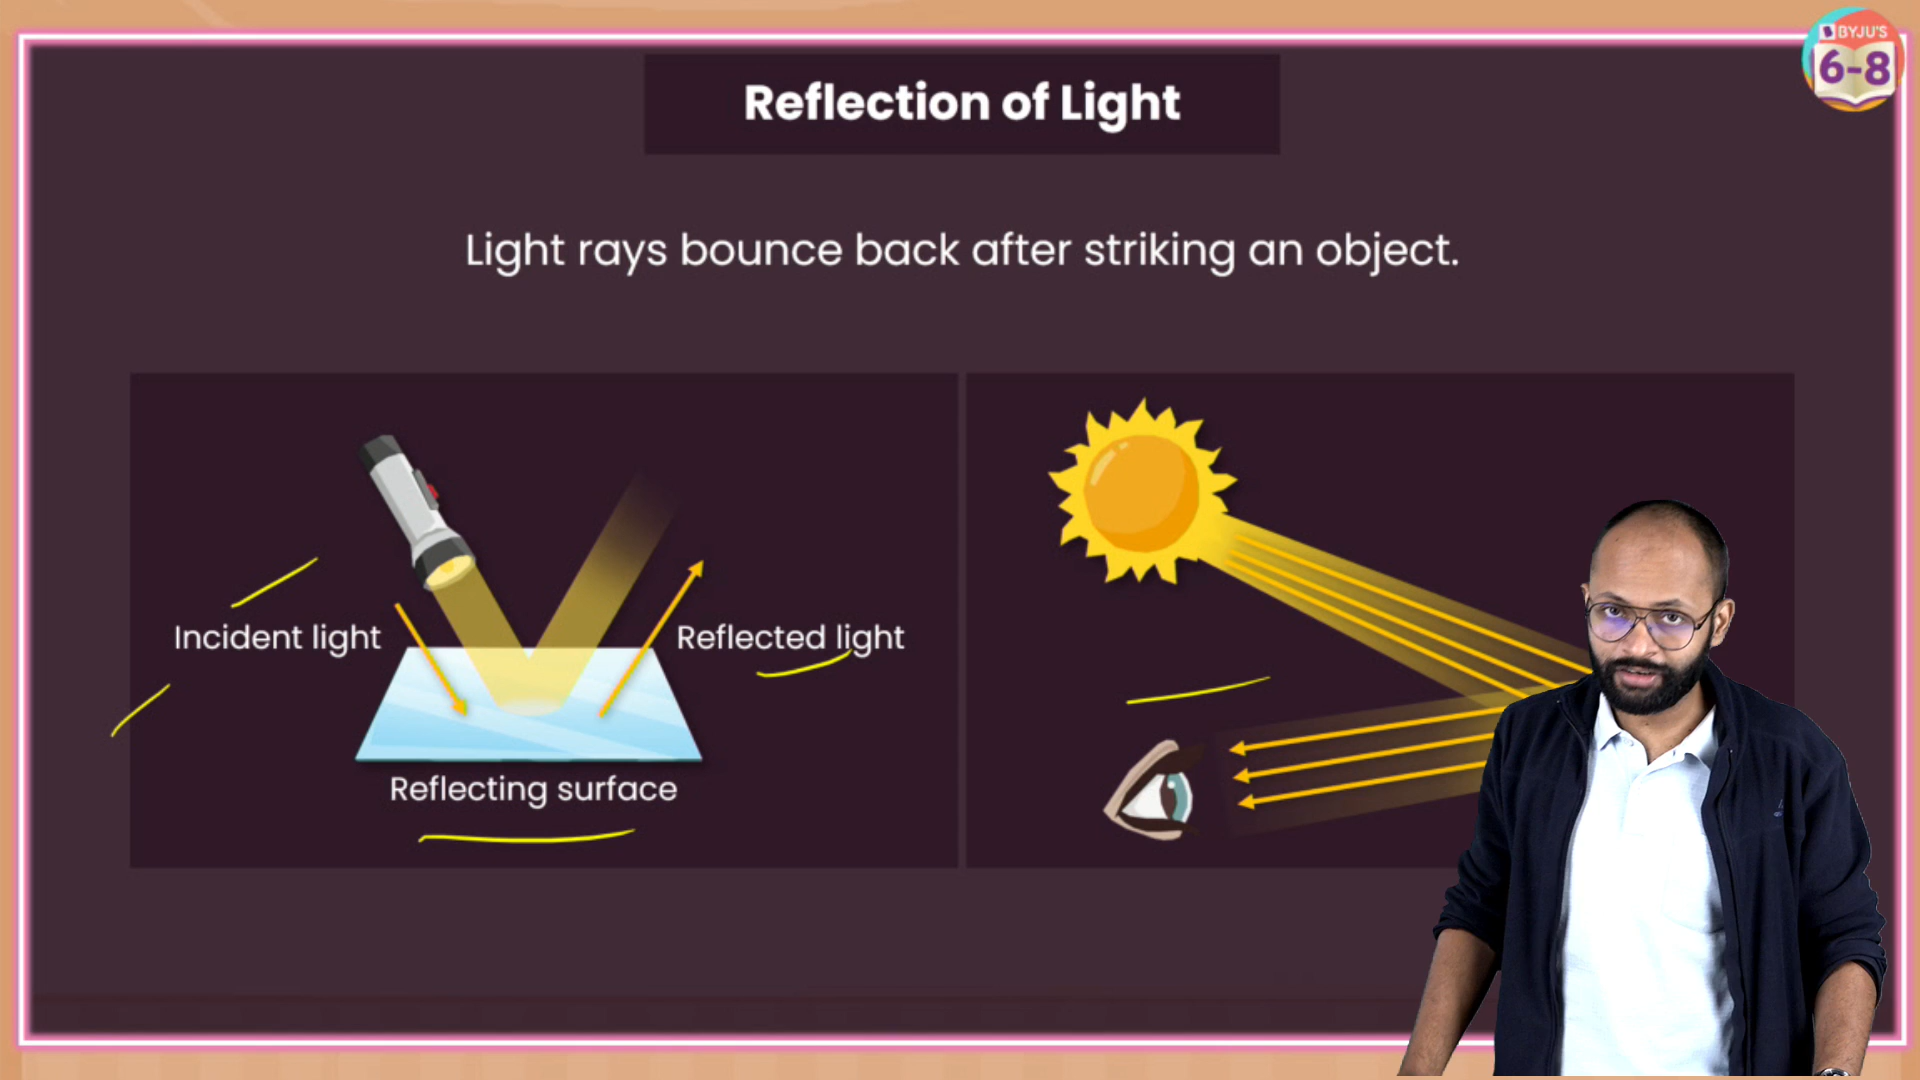 BYJU'S
6-8
Reflection of Light
Light rays bounce back after striking an object.
Incident light
Reflected light
Reflecting surface